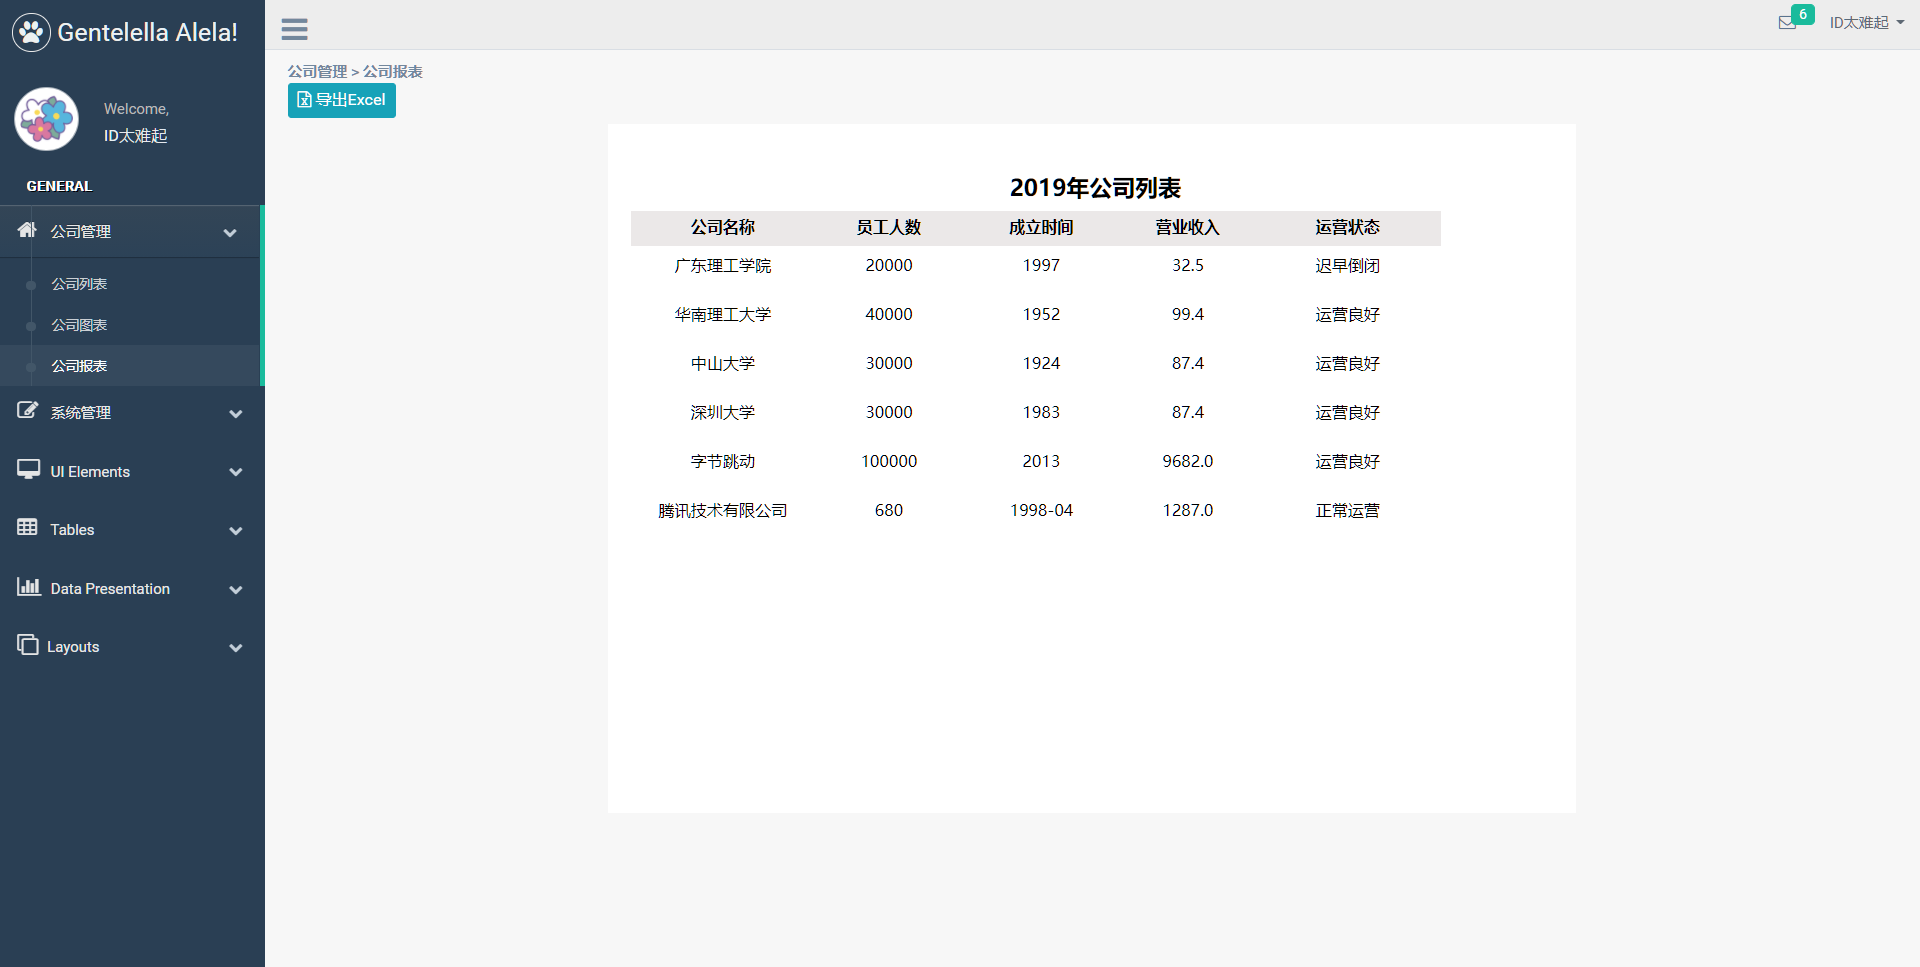 Gentelella Alela!
Welcome,
ID太难起
GENERAL
公司管理
公司列表
公司图表
公司报表
系统管理
UI Elements
Tables
Data Presentation
Layouts
6
ID太难起
公司管理 > 公司报表
导出Excel
2019年公司列表
公司名称 员工人数 成立时间 营业收入 运营状态
广东理工学院 20000 1997 32.5 迟早倒闭
华南理工大学 40000 1952 99.4 运营良好
中山大学 30000 1924 87.4 运营良好
深圳大学 30000 1983 87.4 运营良好
字节跳动 100000 2013 9682.0 运营良好
腾讯技术有限公司 680 1998-04 1287.0 正常运营